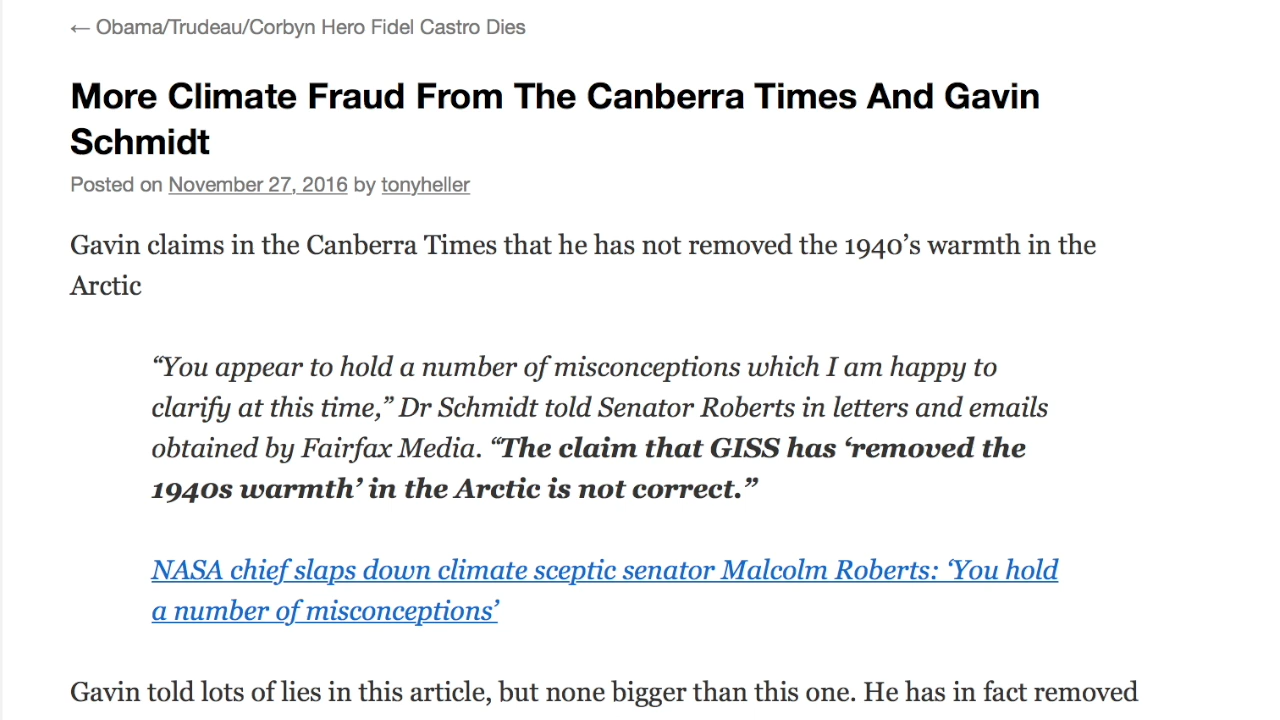 ← Obama/Trudeau/Corbyn Hero Fidel Castro Dies
More Climate Fraud From The Canberra Times And Gavin
Schmidt
Posted on November 27, 2016 by tonyheller
Gavin claims in the Canberra Times that he has not removed the 1940’s warmth in the
Arctic
“You appear to hold a number of misconceptions which I am happy to
clarify at this time,” Dr Schmidt told Senator Roberts in letters and emails
obtained by Fairfax Media. “The claim that GISS has ‘removed the
1940s warmth’ in the Arctic is not correct.”
NASA chief slaps down climate sceptic senator Malcolm Roberts: ‘You hold
a number of misconceptions’
Gavin told lots of lies in this article, but none bigger than this one. He has in fact removed